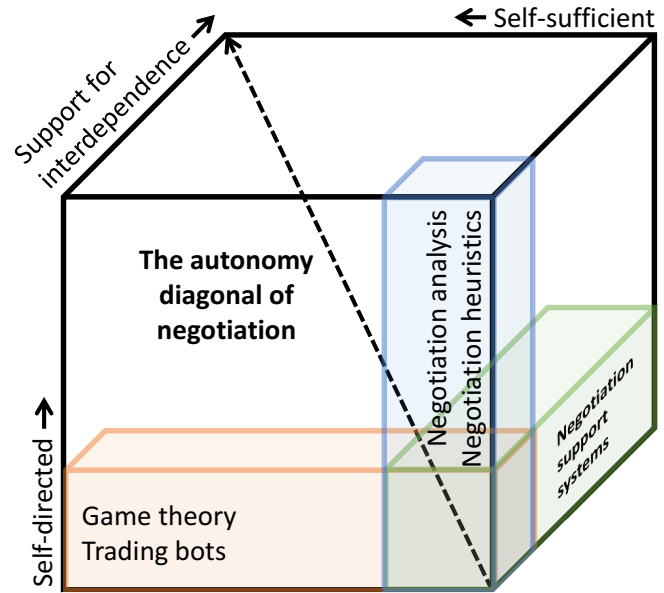 ← Self-sufficient
Support for
interdependence →
The autonomy
diagonal of
negotiation
Negotiation analysis
Negotiation heuristics
Negotiation
support
systems
Self-directed →
Game theory
Trading bots